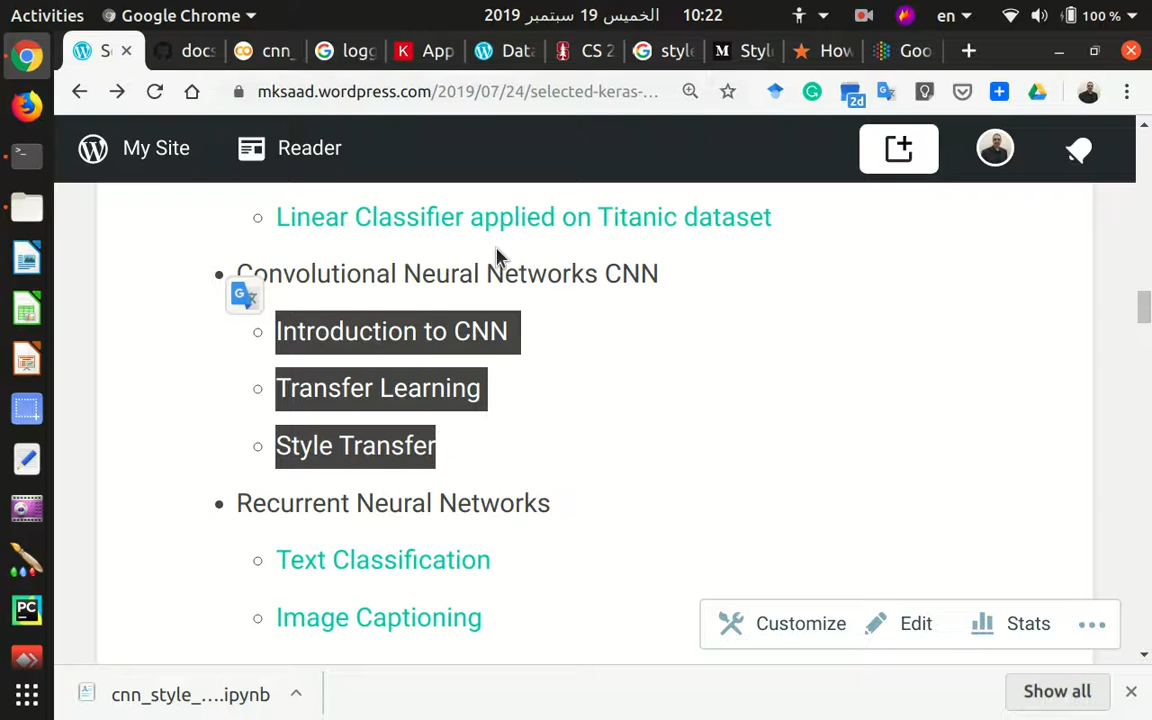 Activities Google Chrome 2019 الخميس 19 سبتمبر 10:22 en 100 %
S docs cnn_ logg App Data CS 2 style Styl How Goo
mksaad.wordpress.com/2019/07/24/selected-keras-... 2d
My Site Reader
Linear Classifier applied on Titanic dataset
Convolutional Neural Networks CNN
Introduction to CNN
Transfer Learning
Style Transfer
Recurrent Neural Networks
Text Classification
Image Captioning
Customize Edit Stats
cnn_style_....ipynb Show all